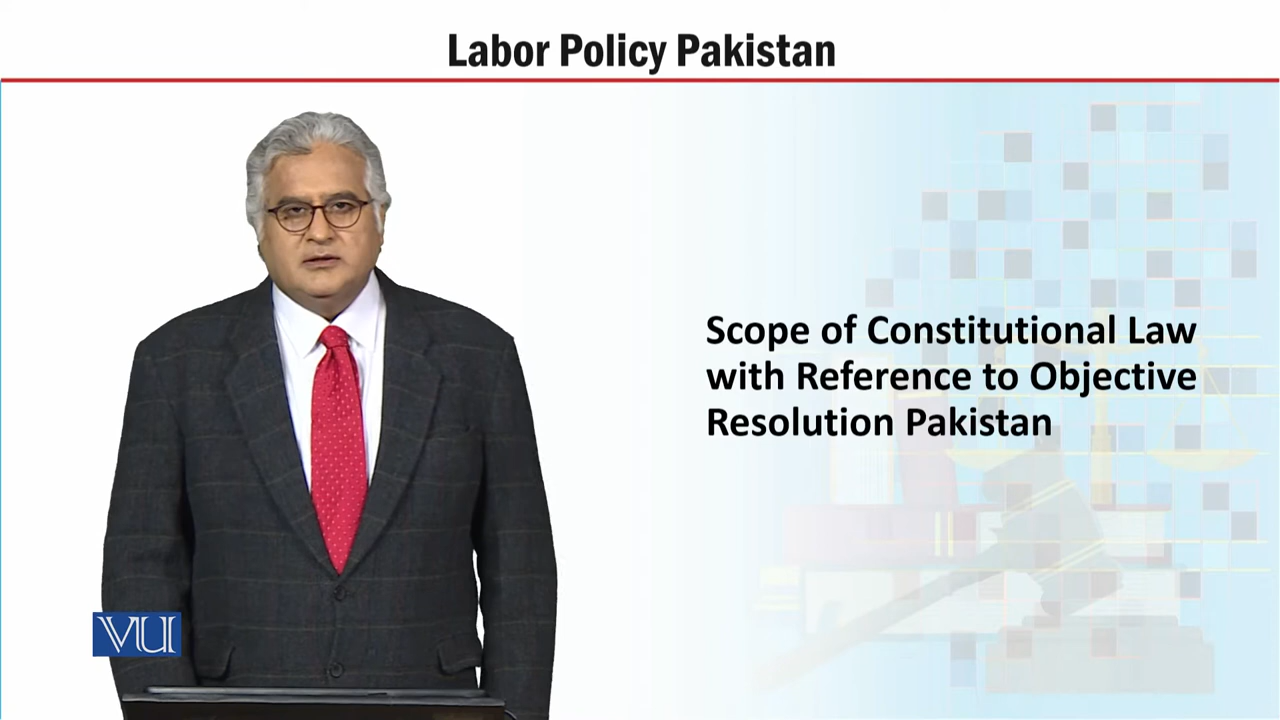 Labor Policy Pakistan
Scope of Constitutional Law
with Reference to Objective
Resolution Pakistan
VU